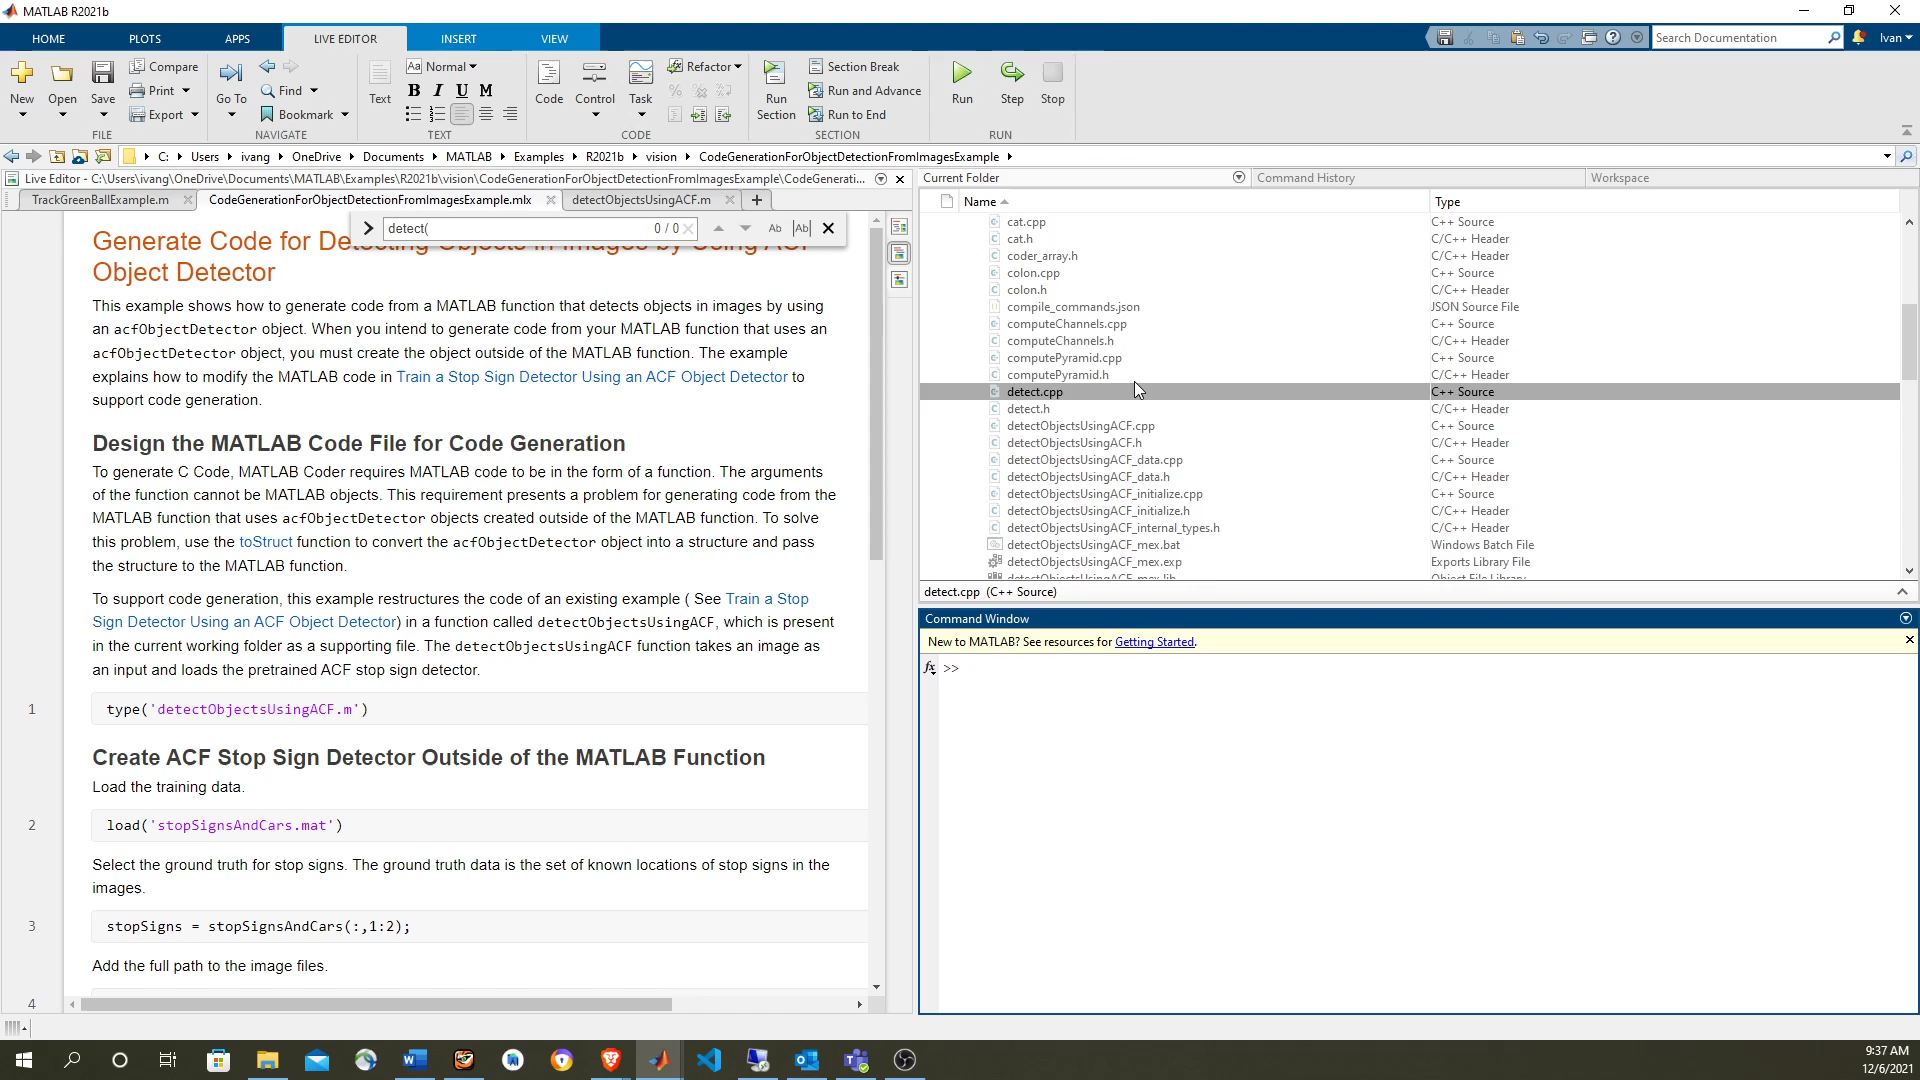 MATLAB R2021b
HOME PLOTS APPS LIVE EDITOR INSERT VIEW
Search Documentation
Ivan
New Open Save
Compare
Print
Export
FILE
Go To
Find
Bookmark
NAVIGATE
Text
Aa Normal
B I U M
TEXT
Code Control Task
Refactor
CODE
Run Section
Section Break
Run and Advance
Run to End
SECTION
Run Step Stop
RUN
C: Users ivang OneDrive Documents MATLAB Examples R2021b vision CodeGenerationForObjectDetectionFromImagesExample
Live Editor - C:\Users\ivang\OneDrive\Documents\MATLAB\Examples\R2021b\vision\CodeGenerationForObjectDetectionFromImagesExample\CodeGenerati...
TrackGreenBallExample.m CodeGenerationForObjectDetectionFromImagesExample.mlx detectObjectsUsingACF.m
detect( 0 / 0 Ab |Ab|
Generate Code for Detecting Objects in Images by Using ACF
Object Detector
This example shows how to generate code from a MATLAB function that detects objects in images by using
an acfObjectDetector object. When you intend to generate code from your MATLAB function that uses an
acfObjectDetector object, you must create the object outside of the MATLAB function. The example
explains how to modify the MATLAB code in Train a Stop Sign Detector Using an ACF Object Detector to
support code generation.
Design the MATLAB Code File for Code Generation
To generate C Code, MATLAB Coder requires MATLAB code to be in the form of a function. The arguments
of the function cannot be MATLAB objects. This requirement presents a problem for generating code from the
MATLAB function that uses acfObjectDetector objects created outside of the MATLAB function. To solve
this problem, use the toStruct function to convert the acfObjectDetector object into a structure and pass
the structure to the MATLAB function.
To support code generation, this example restructures the code of an existing example ( See Train a Stop
Sign Detector Using an ACF Object Detector) in a function called detectObjectsUsingACF, which is present
in the current working folder as a supporting file. The detectObjectsUsingACF function takes an image as
an input and loads the pretrained ACF stop sign detector.
1 type('detectObjectsUsingACF.m')
Create ACF Stop Sign Detector Outside of the MATLAB Function
Load the training data.
2 load('stopSignsAndCars.mat')
Select the ground truth for stop signs. The ground truth data is the set of known locations of stop signs in the
images.
3 stopSigns = stopSignsAndCars(:,1:2);
Add the full path to the image files.
4
Current Folder Command History Workspace
Name Type
cat.cpp C++ Source
cat.h C/C++ Header
coder_array.h C/C++ Header
colon.cpp C++ Source
colon.h C/C++ Header
compile_commands.json JSON Source File
computeChannels.cpp C++ Source
computeChannels.h C/C++ Header
computePyramid.cpp C++ Source
computePyramid.h C/C++ Header
detect.cpp C++ Source
detect.h C/C++ Header
detectObjectsUsingACF.cpp C++ Source
detectObjectsUsingACF.h C/C++ Header
detectObjectsUsingACF_data.cpp C++ Source
detectObjectsUsingACF_data.h C/C++ Header
detectObjectsUsingACF_initialize.cpp C++ Source
detectObjectsUsingACF_initialize.h C/C++ Header
detectObjectsUsingACF_internal_types.h C/C++ Header
detectObjectsUsingACF_mex.bat Windows Batch File
detectObjectsUsingACF_mex.exp Exports Library File
detectObjectsUsingACF_mex.lib Object File Library
detect.cpp (C++ Source)
Command Window
New to MATLAB? See resources for Getting Started.
fx >>
9:37 AM
12/6/2021